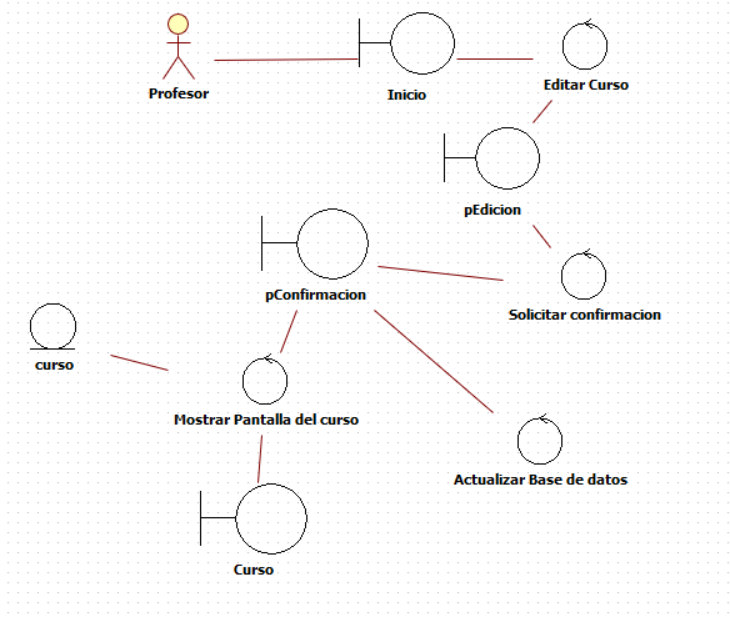 Profesor
Inicio
Editar Curso
pEdicion
pConfirmacion
Solicitar confirmacion
curso
Mostrar Pantalla del curso
Actualizar Base de datos
Curso